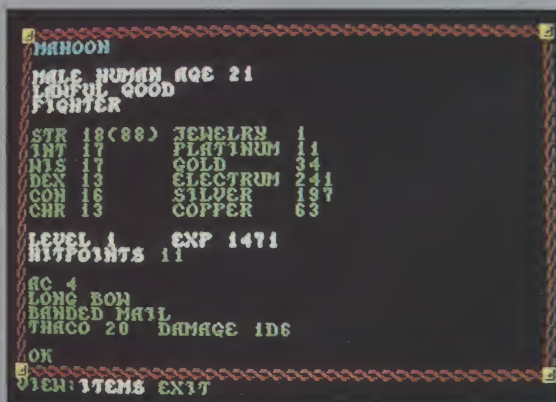 MANOON
MALE HUMAN AGE 21
LAWFUL GOOD
FIGHTER
STR 18(88) JEWELRY 1
INT 17 PLATINUM 11
WIS 17 GOLD 34
DEX 13 ELECTRUM 241
CON 16 SILVER 197
CHR 13 COPPER 63
LEVEL 1 EXP 1471
HITPOINTS 11
AC 4
LONG BOW
BANDED MAIL
THACO 20 DAMAGE 1D6
OK
VIEW: ITEMS EXIT